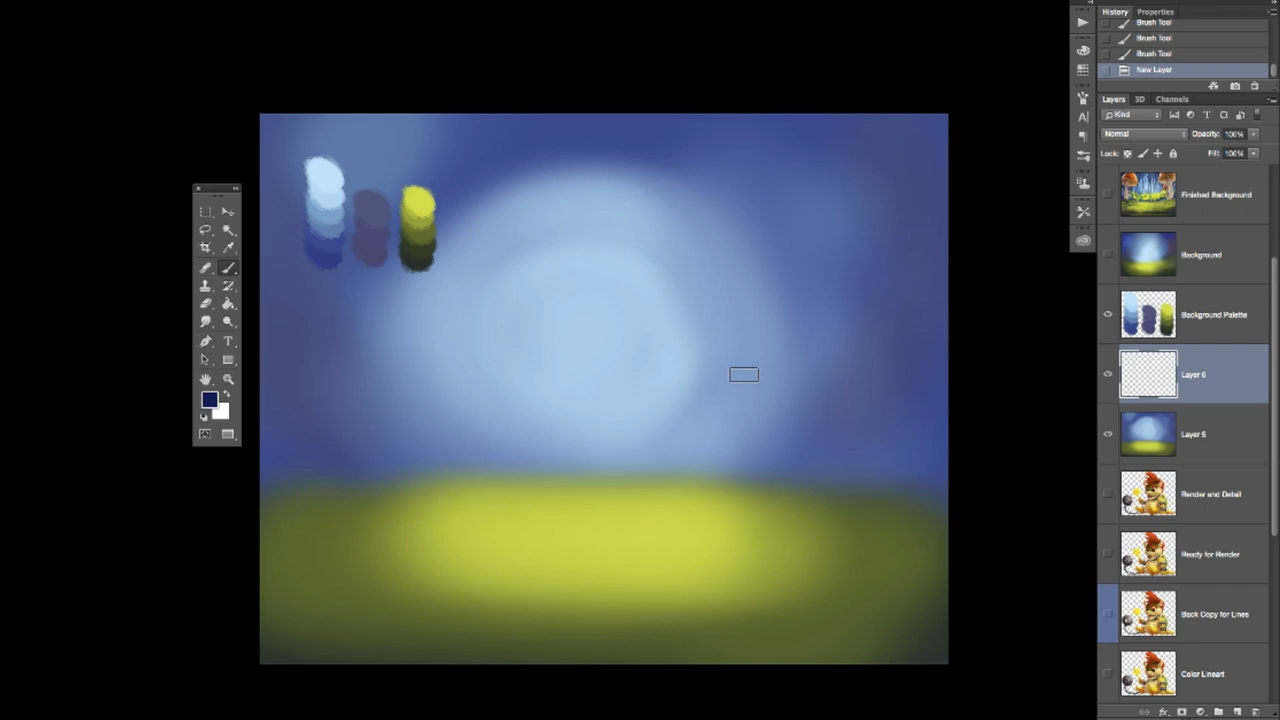 History Properties
Brush Tool
Brush Tool
Brush Tool
New Layer
Layers 3D Channels
Kind
Normal Opacity: 100%
Lock: Fill: 100%
Finished Background
Background
Background Palette
Layer 6
Layer 5
Render and Detail
Ready for Render
Back Copy for Lines
Color Lineart